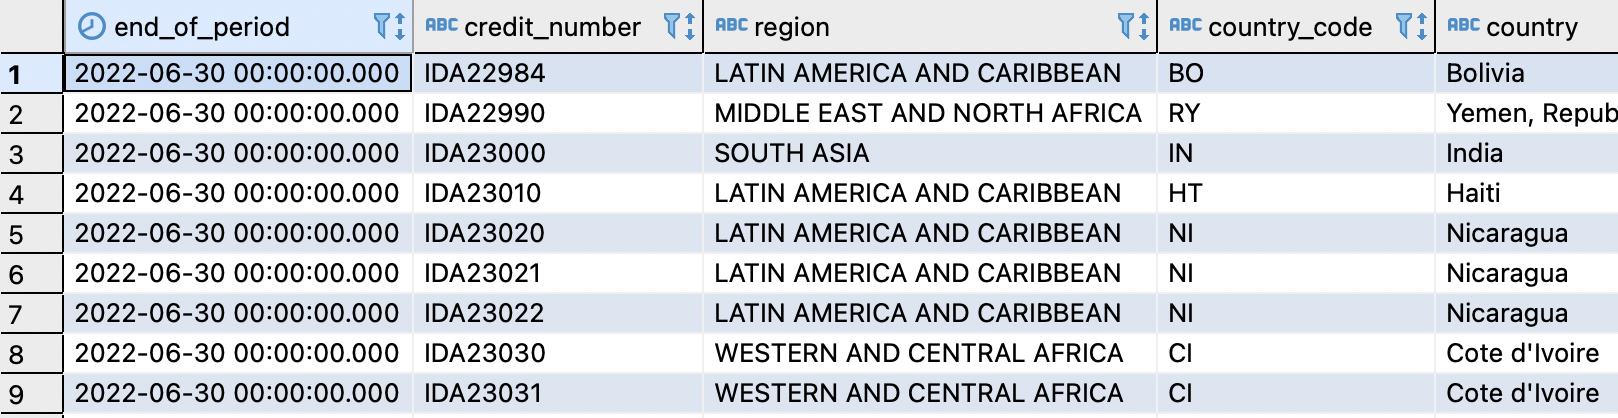 ABC end_of_period ABC credit_number ABC region ABC country_code ABC country
1 2022-06-30 00:00:00.000 IDA22984 LATIN AMERICA AND CARIBBEAN BO Bolivia
2 2022-06-30 00:00:00.000 IDA22990 MIDDLE EAST AND NORTH AFRICA RY Yemen, Repub
3 2022-06-30 00:00:00.000 IDA23000 SOUTH ASIA IN India
4 2022-06-30 00:00:00.000 IDA23010 LATIN AMERICA AND CARIBBEAN HT Haiti
5 2022-06-30 00:00:00.000 IDA23020 LATIN AMERICA AND CARIBBEAN NI Nicaragua
6 2022-06-30 00:00:00.000 IDA23021 LATIN AMERICA AND CARIBBEAN NI Nicaragua
7 2022-06-30 00:00:00.000 IDA23022 LATIN AMERICA AND CARIBBEAN NI Nicaragua
8 2022-06-30 00:00:00.000 IDA23030 WESTERN AND CENTRAL AFRICA CI Cote d'Ivoire
9 2022-06-30 00:00:00.000 IDA23031 WESTERN AND CENTRAL AFRICA CI Cote d'Ivoire